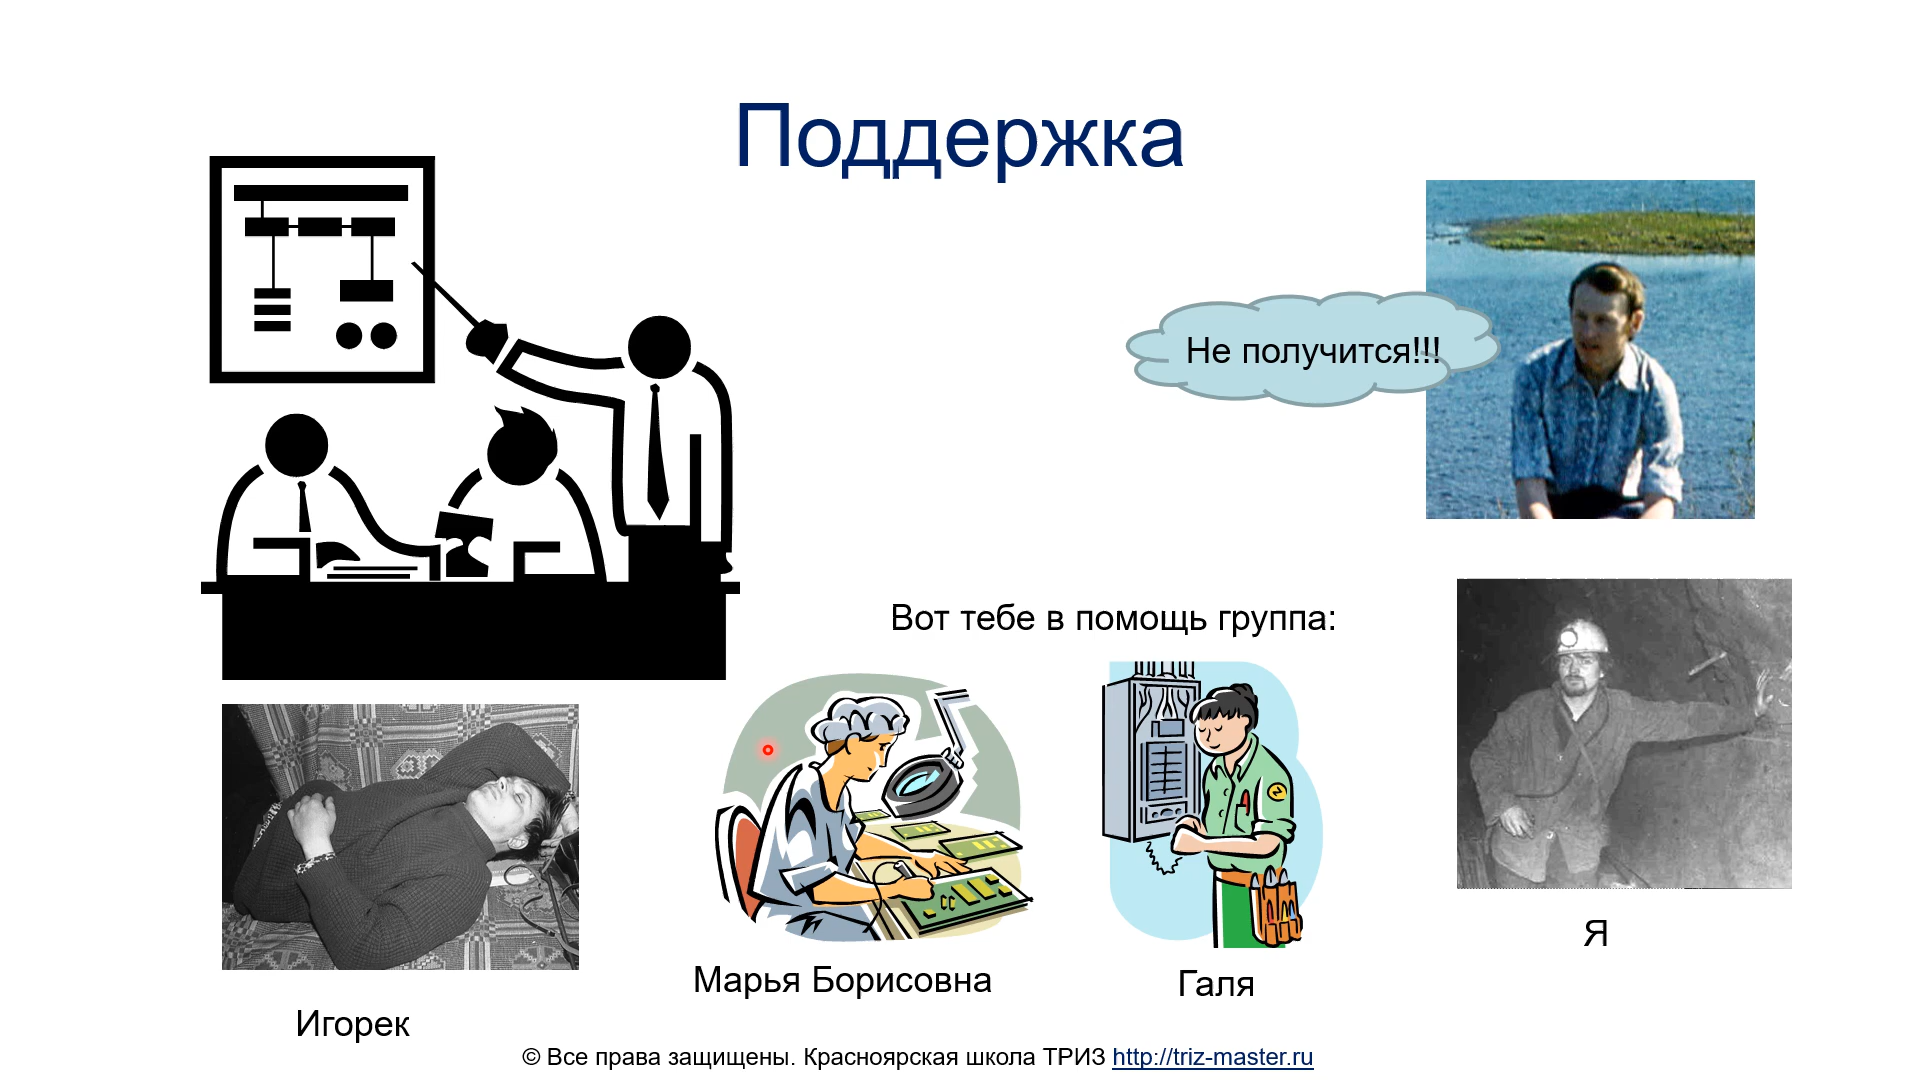 Поддержка
Не получится!!!
Вот тебе в помощь группа:
Я
Марья Борисовна
Галя
Игорек
© Все права защищены. Красноярская школа ТРИЗ http://triz-master.ru